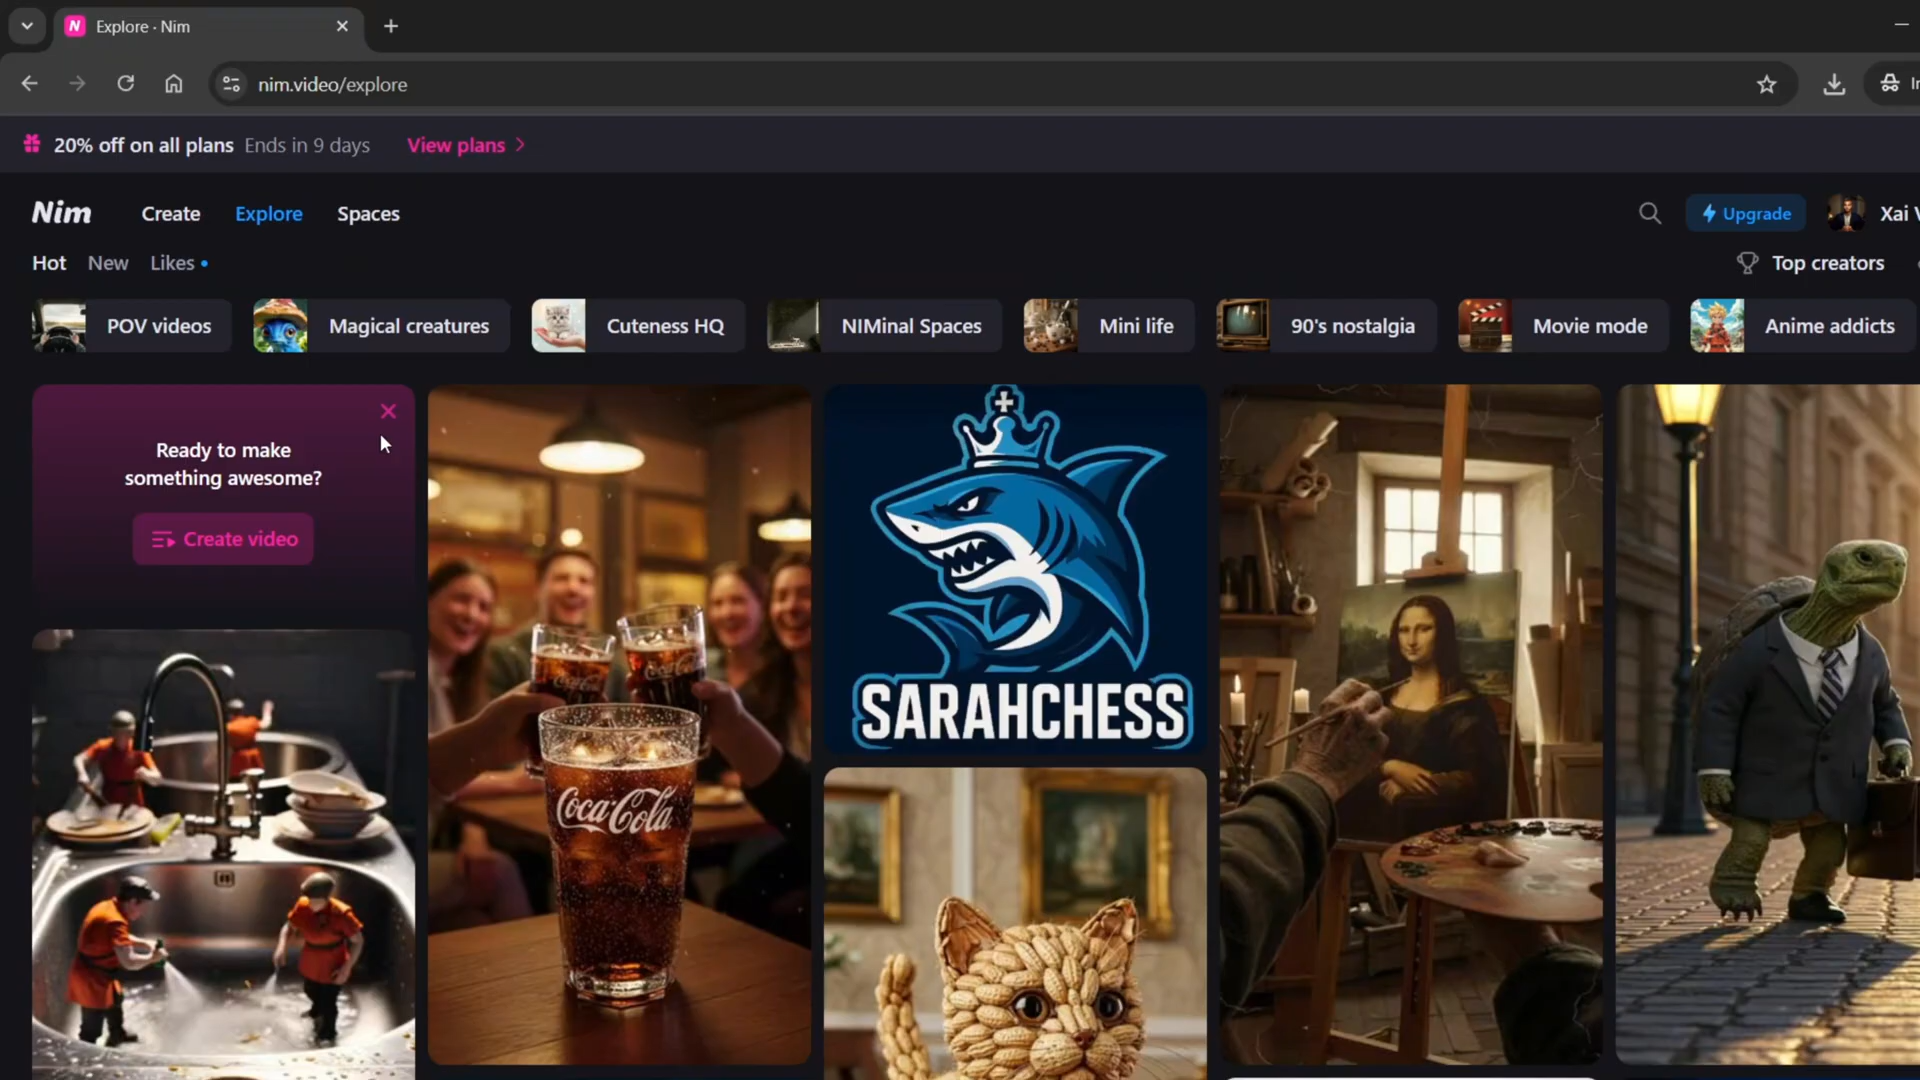 Explore · Nim
nim.video/explore
20% off on all plans Ends in 9 days View plans
Nim Create Explore Spaces Upgrade Xai
Hot New Likes Top creators
POV videos Magical creatures Cuteness HQ NIMinal Spaces Mini life 90's nostalgia Movie mode Anime addicts
Ready to make
something awesome?
Create video
Coca-Cola
SARAHCHESS